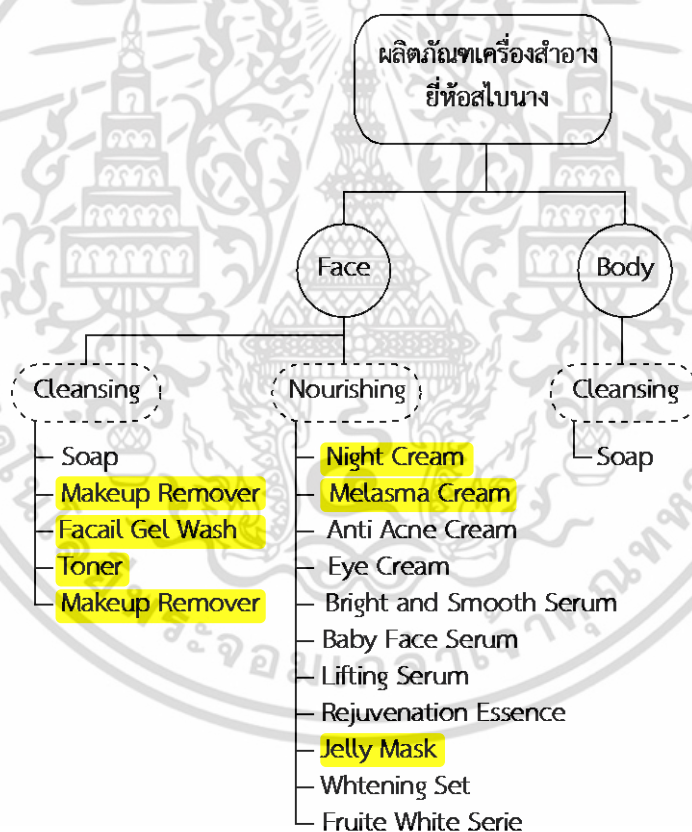 ผลิตภัณฑเครื่องสำอาง
ยี่ห้อสไบนาง
Face
Body
Cleansing
Nourishing
Cleansing
Soap
Makeup Remover
Facail Gel Wash
Toner
Makeup Remover
Night Cream
Melasma Cream
Anti Acne Cream
Eye Cream
Bright and Smooth Serum
Baby Face Serum
Lifting Serum
Rejuvenation Essence
Jelly Mask
Whtening Set
Fruite White Serie
Soap